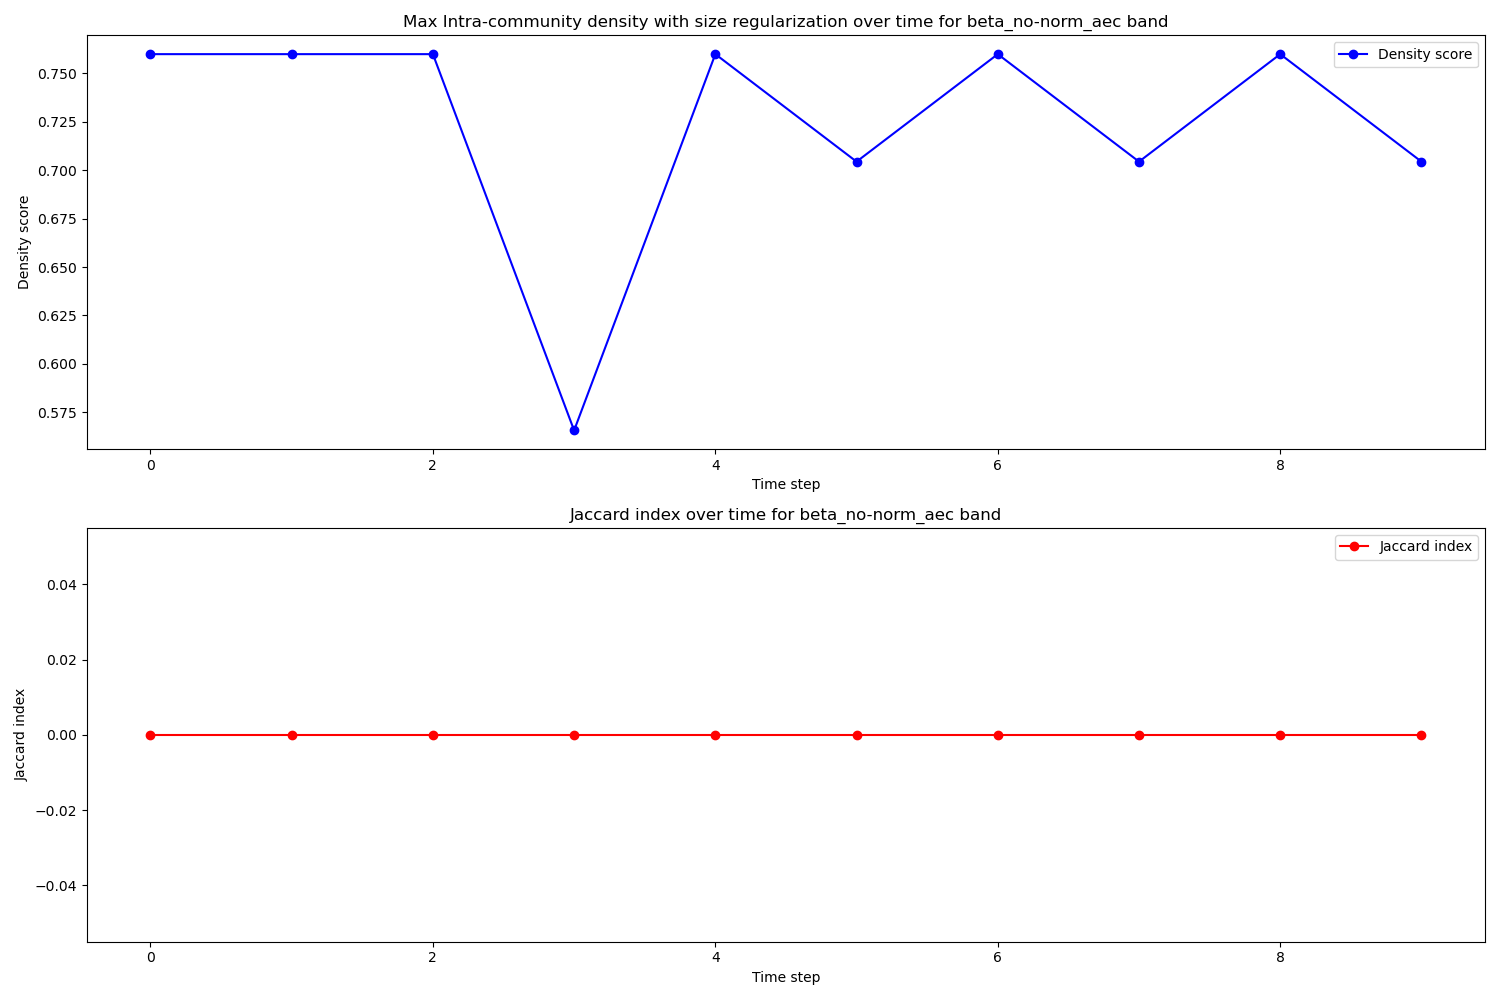 Max Intra-community density with size regularization over time for beta_no-norm_aec band
Density score
0.750
0.725
0.700
0.675
0.650
0.625
0.600
0.575
Density score
0
2
4
6
8
Time step
Jaccard index over time for beta_no-norm_aec band
Jaccard index
0.04
0.02
0.00
−0.02
−0.04
Jaccard index
0
2
4
6
8
Time step